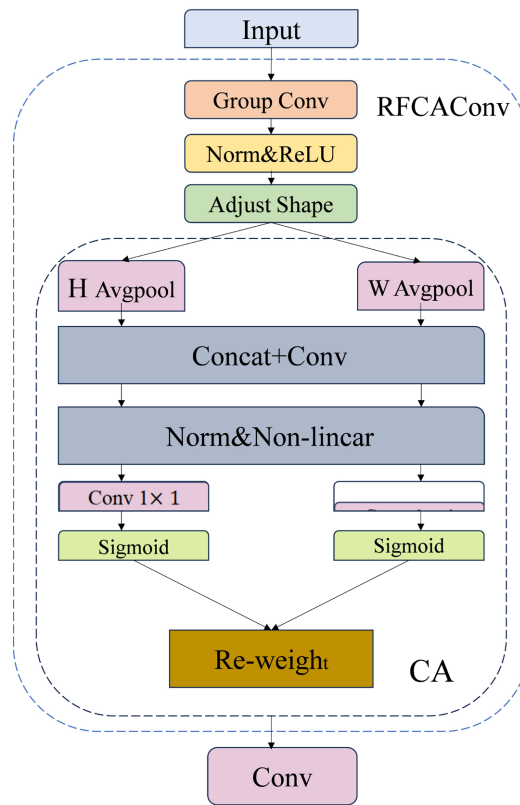 Input
Group Conv
RFCAConv
Norm&ReLU
Adjust Shape
H Avgpool
W Avgpool
Concat+Conv
Norm&Non-lincar
Conv 1× 1
Sigmoid
Sigmoid
Re-weight
CA
Conv